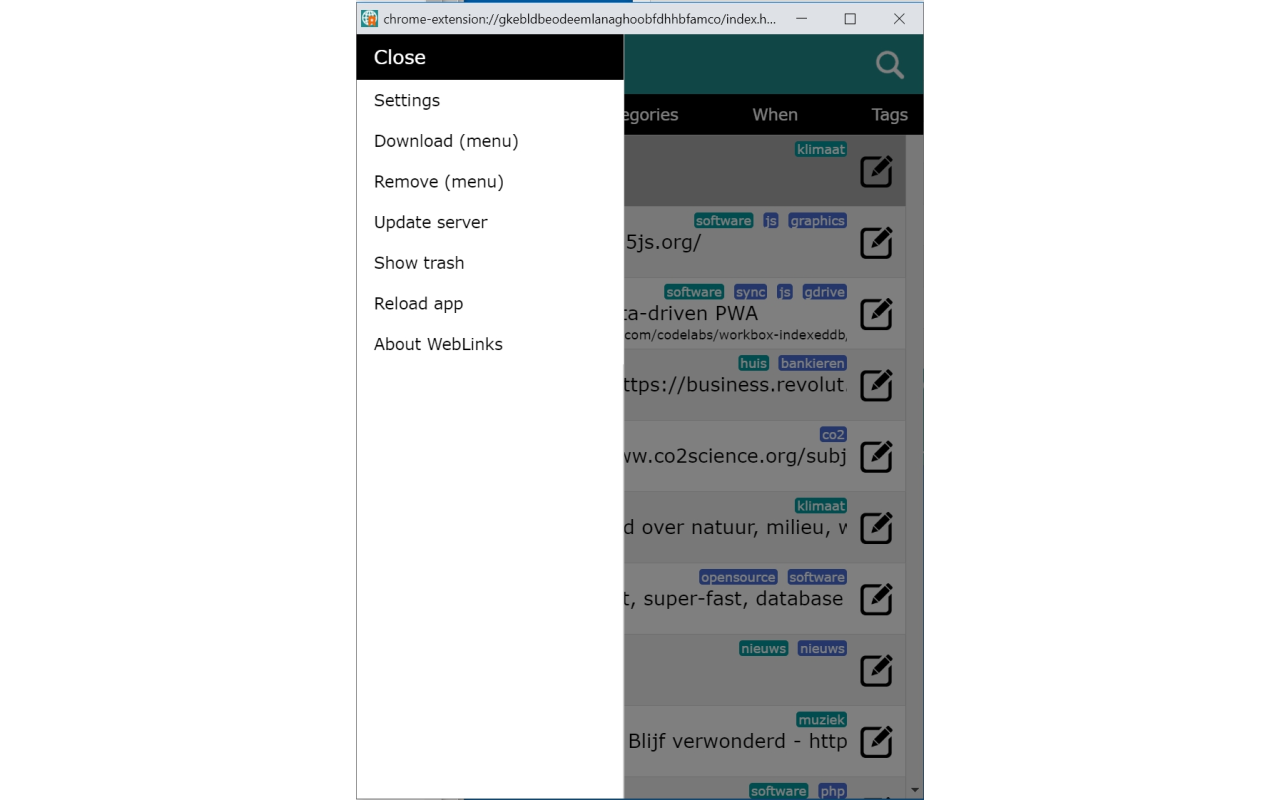 chrome-extension://gkebldbeodeemlanaghoobfdhhbfamco/index.h...
Close
Settings
Download (menu)
Remove (menu)
Update server
Show trash
Reload app
About WebLinks
egories When Tags
klimaat
software js graphics
5js.org/
software sync js gdrive
ta-driven PWA
com/codelabs/workbox-indexeddb
huis bankieren
ttps://business.revolut.
co2
ww.co2science.org/subj
klimaat
d over natuur, milieu, w
opensource software
t, super-fast, database
nieuws nieuws
muziek
Blijf verwonderd - http
software php